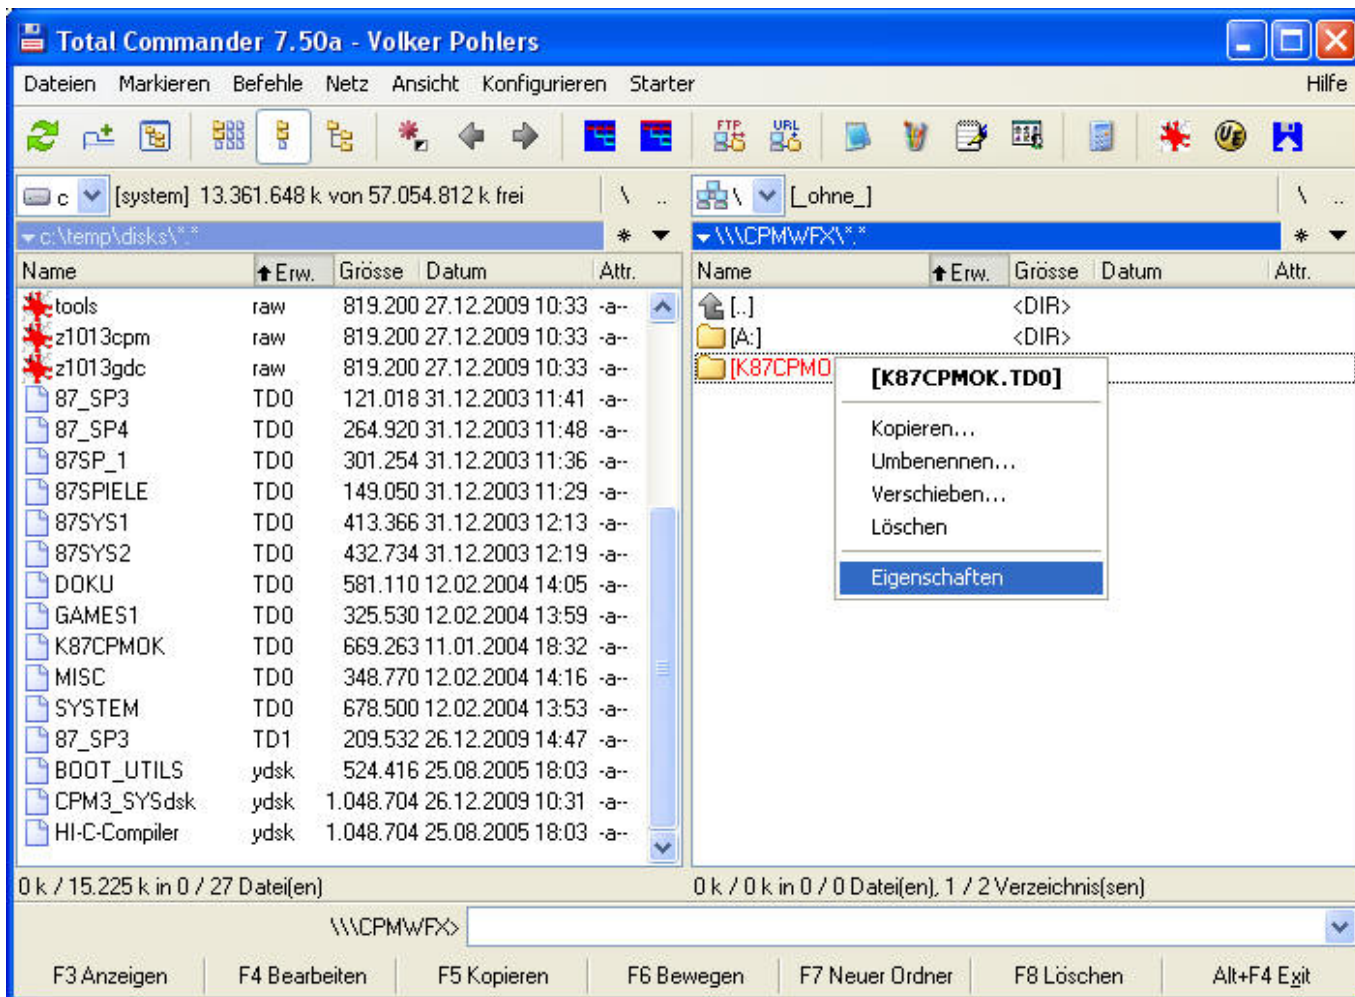 Total Commander 7.50a - Volker Pohlers
Dateien Markieren Befehle Netz Ansicht Konfigurieren Starter Hilfe
FTP URL UE
c [system] 13.361.648 k von 57.054.812 k frei \ .. \ [_ohne_] \ ..
c:\temp\disks\*.* * \\\CPMWFX\*.* *
Name Erw. Grösse Datum Attr. Name Erw. Grösse Datum Attr.
tools raw 819.200 27.12.2009 10:33 -a-- [..] <DIR>
z1013cpm raw 819.200 27.12.2009 10:33 -a-- [A:] <DIR>
z1013gdc raw 819.200 27.12.2009 10:33 -a-- [K87CPMO
87_SP3 TD0 121.018 31.12.2003 11:41 -a--
87_SP4 TD0 264.920 31.12.2003 11:48 -a--
87SP_1 TD0 301.254 31.12.2003 11:36 -a--
87SPIELE TD0 149.050 31.12.2003 11:29 -a--
87SYS1 TD0 413.366 31.12.2003 12:13 -a--
87SYS2 TD0 432.734 31.12.2003 12:19 -a--
DOKU TD0 581.110 12.02.2004 14:05 -a--
GAMES1 TD0 325.530 12.02.2004 13:59 -a--
K87CPMOK TD0 669.263 11.01.2004 18:32 -a--
MISC TD0 348.770 12.02.2004 14:16 -a--
SYSTEM TD0 678.500 12.02.2004 13:53 -a--
87_SP3 TD1 209.532 26.12.2009 14:47 -a--
BOOT_UTILS ydsk 524.416 25.08.2005 18:03 -a--
CPM3_SYSdsk ydsk 1.048.704 26.12.2009 10:31 -a--
HI-C-Compiler ydsk 1.048.704 25.08.2005 18:03 -a--
[K87CPMOK.TD0]
Kopieren...
Umbenennen...
Verschieben...
Löschen
Eigenschaften
0 k / 15.225 k in 0 / 27 Datei(en) 0 k / 0 k in 0 / 0 Datei(en), 1 / 2 Verzeichnis(sen)
\\\CPMWFX>
F3 Anzeigen F4 Bearbeiten F5 Kopieren F6 Bewegen F7 Neuer Ordner F8 Löschen Alt+F4 Exit